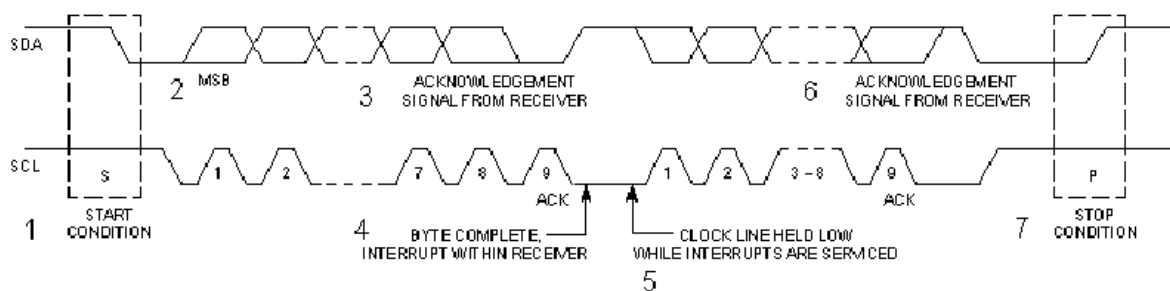 SDA
2 MSB
3 ACKNOWLEDGEMENT
SIGNAL FROM RECEIVER
6 ACKNOWLEDGEMENT
SIGNAL FROM RECEIVER
SCL
S
1
2
7
8
9
ACK
1
2
3 - 8
9
ACK
P
1 START
CONDITION
4 BYTE COMPLETE,
INTERRUPT WITHIN RECEIVER
CLOCK LINE HELD LOW
WHILE INTERRUPTS ARE SERVICED
5
7 STOP
CONDITION